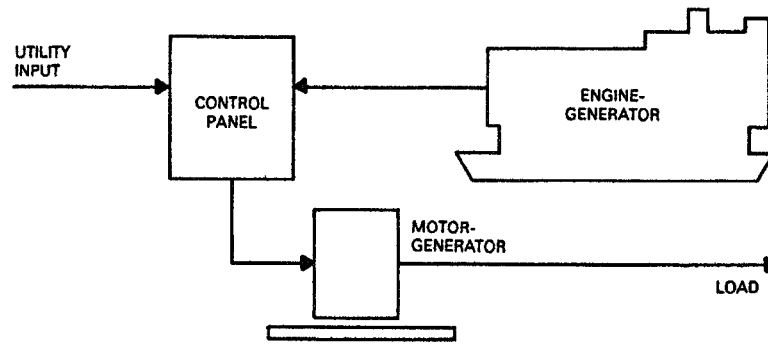 UTILITY
INPUT
CONTROL
PANEL
ENGINE-
GENERATOR
MOTOR-
GENERATOR
LOAD